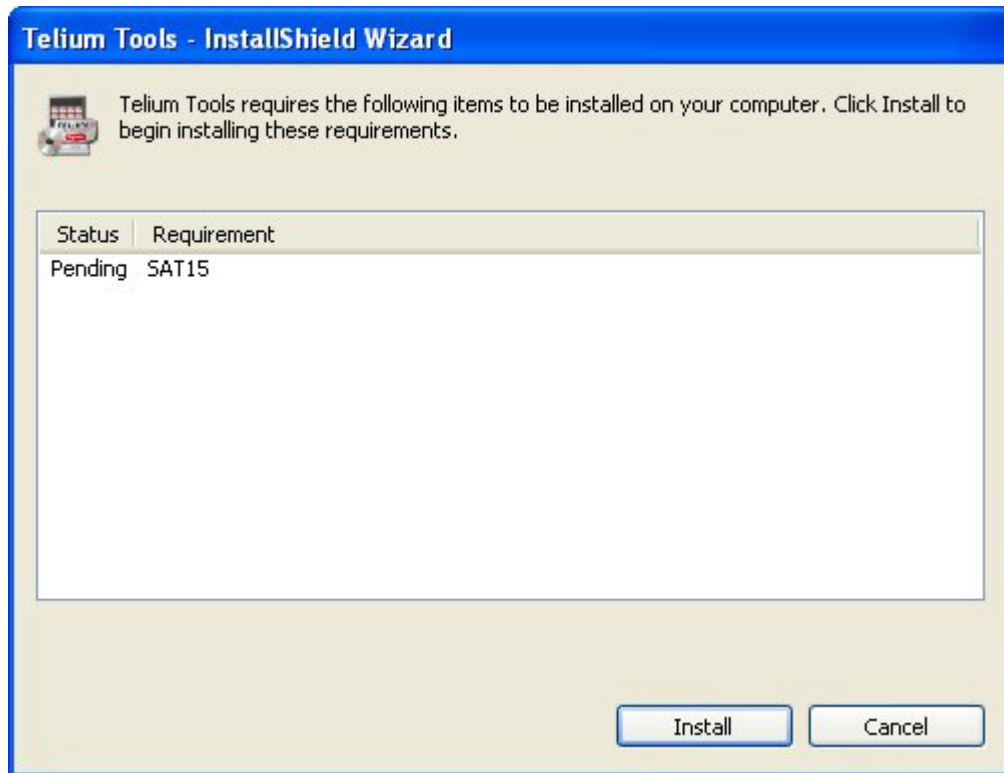 Telium Tools - InstallShield Wizard
Telium Tools requires the following items to be installed on your computer. Click Install to
begin installing these requirements.
Status Requirement
Pending SAT15
Install Cancel